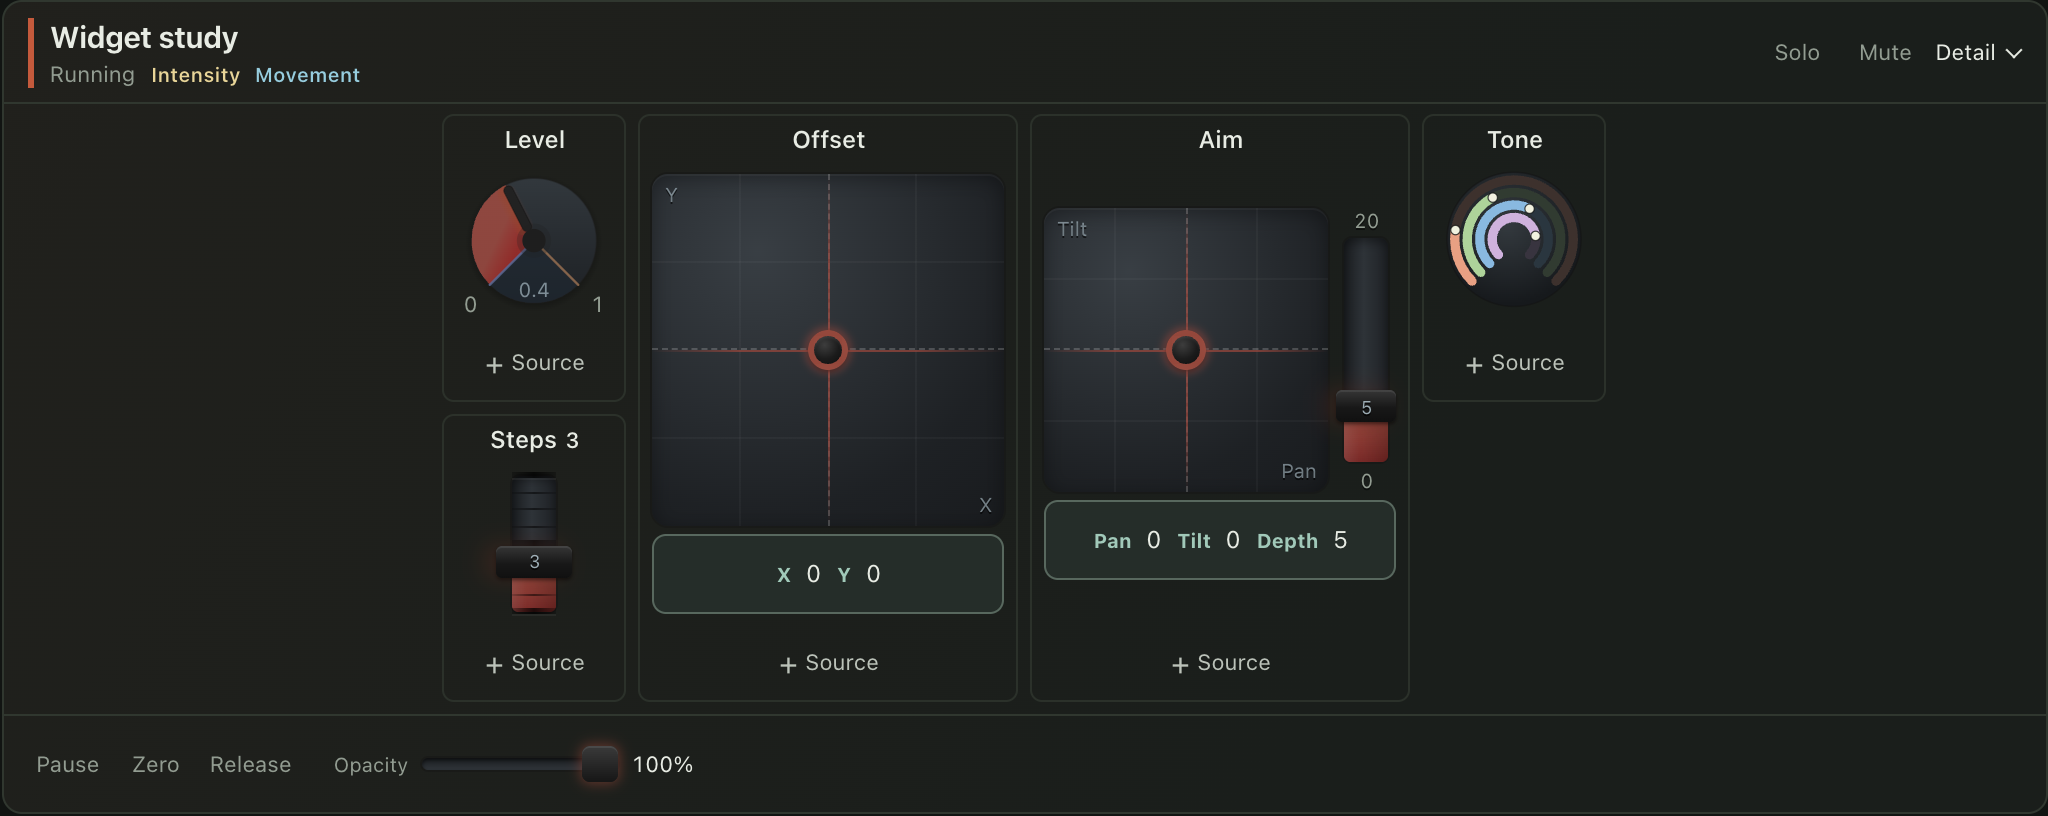 Widget study
Running Intensity Movement
Solo Mute Detail
Level
0.4
0 1
+ Source
Steps 3
3
+ Source
Offset
Y
X
X 0 Y 0
+ Source
Aim
Tilt
Pan
20
5
0
Pan 0 Tilt 0 Depth 5
+ Source
Tone
+ Source
Pause Zero Release Opacity 100%